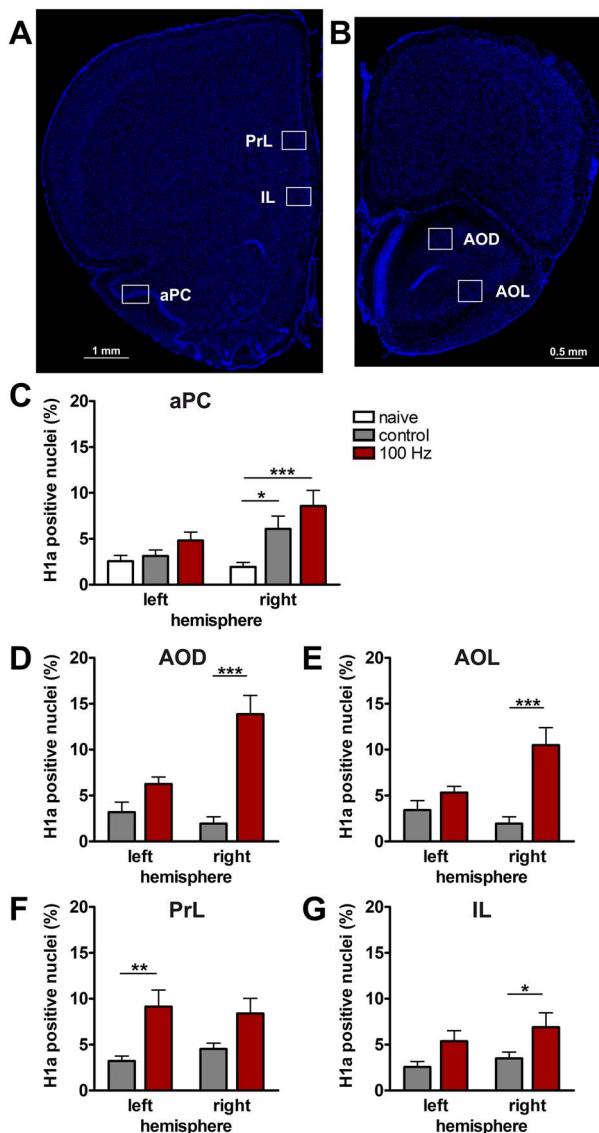 A
B
PrL
IL
aPC
1 mm
AOD
AOL
0.5 mm
C
aPC
H1a positive nuclei (%)
20
15
10
5
0
*
***
left
right
hemisphere
naive
control
100 Hz
D
AOD
H1a positive nuclei (%)
20
15
10
5
0
***
left
right
hemisphere
E
AOL
H1a positive nuclei (%)
20
15
10
5
0
***
left
right
hemisphere
F
PrL
H1a positive nuclei (%)
20
15
10
5
0
**
left
right
hemisphere
G
IL
H1a positive nuclei (%)
20
15
10
5
0
*
left
right
hemisphere